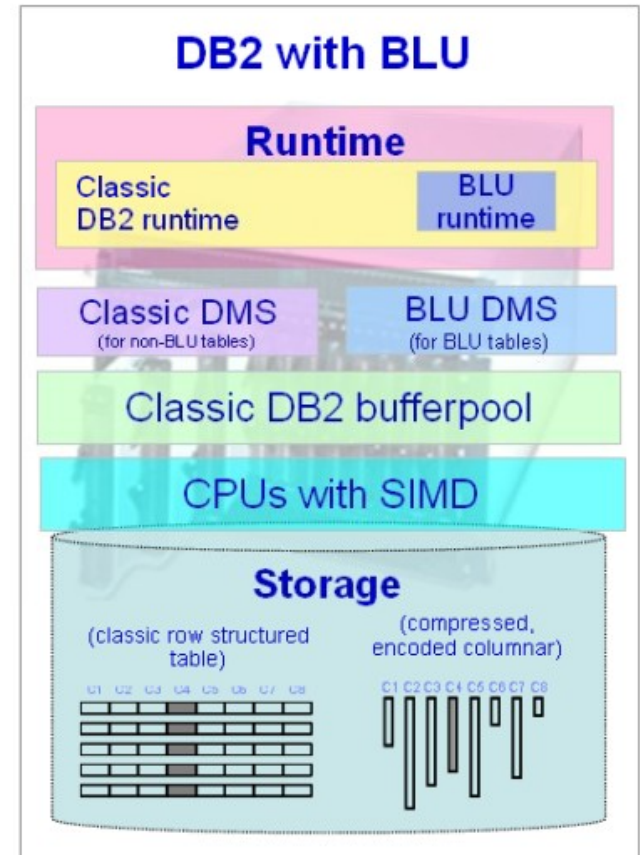 DB2 with BLU
Runtime
Classic
DB2 runtime
BLU
runtime
Classic DMS
(for non-BLU tables)
BLU DMS
(for BLU tables)
Classic DB2 bufferpool
CPUs with SIMD
Storage
(classic row structured
table)
(compressed,
encoded columnar)
C1 C2 C3 C4 C5 C6 C7 C8
C1 C2 C3 C4 C5 C6 C7 C8